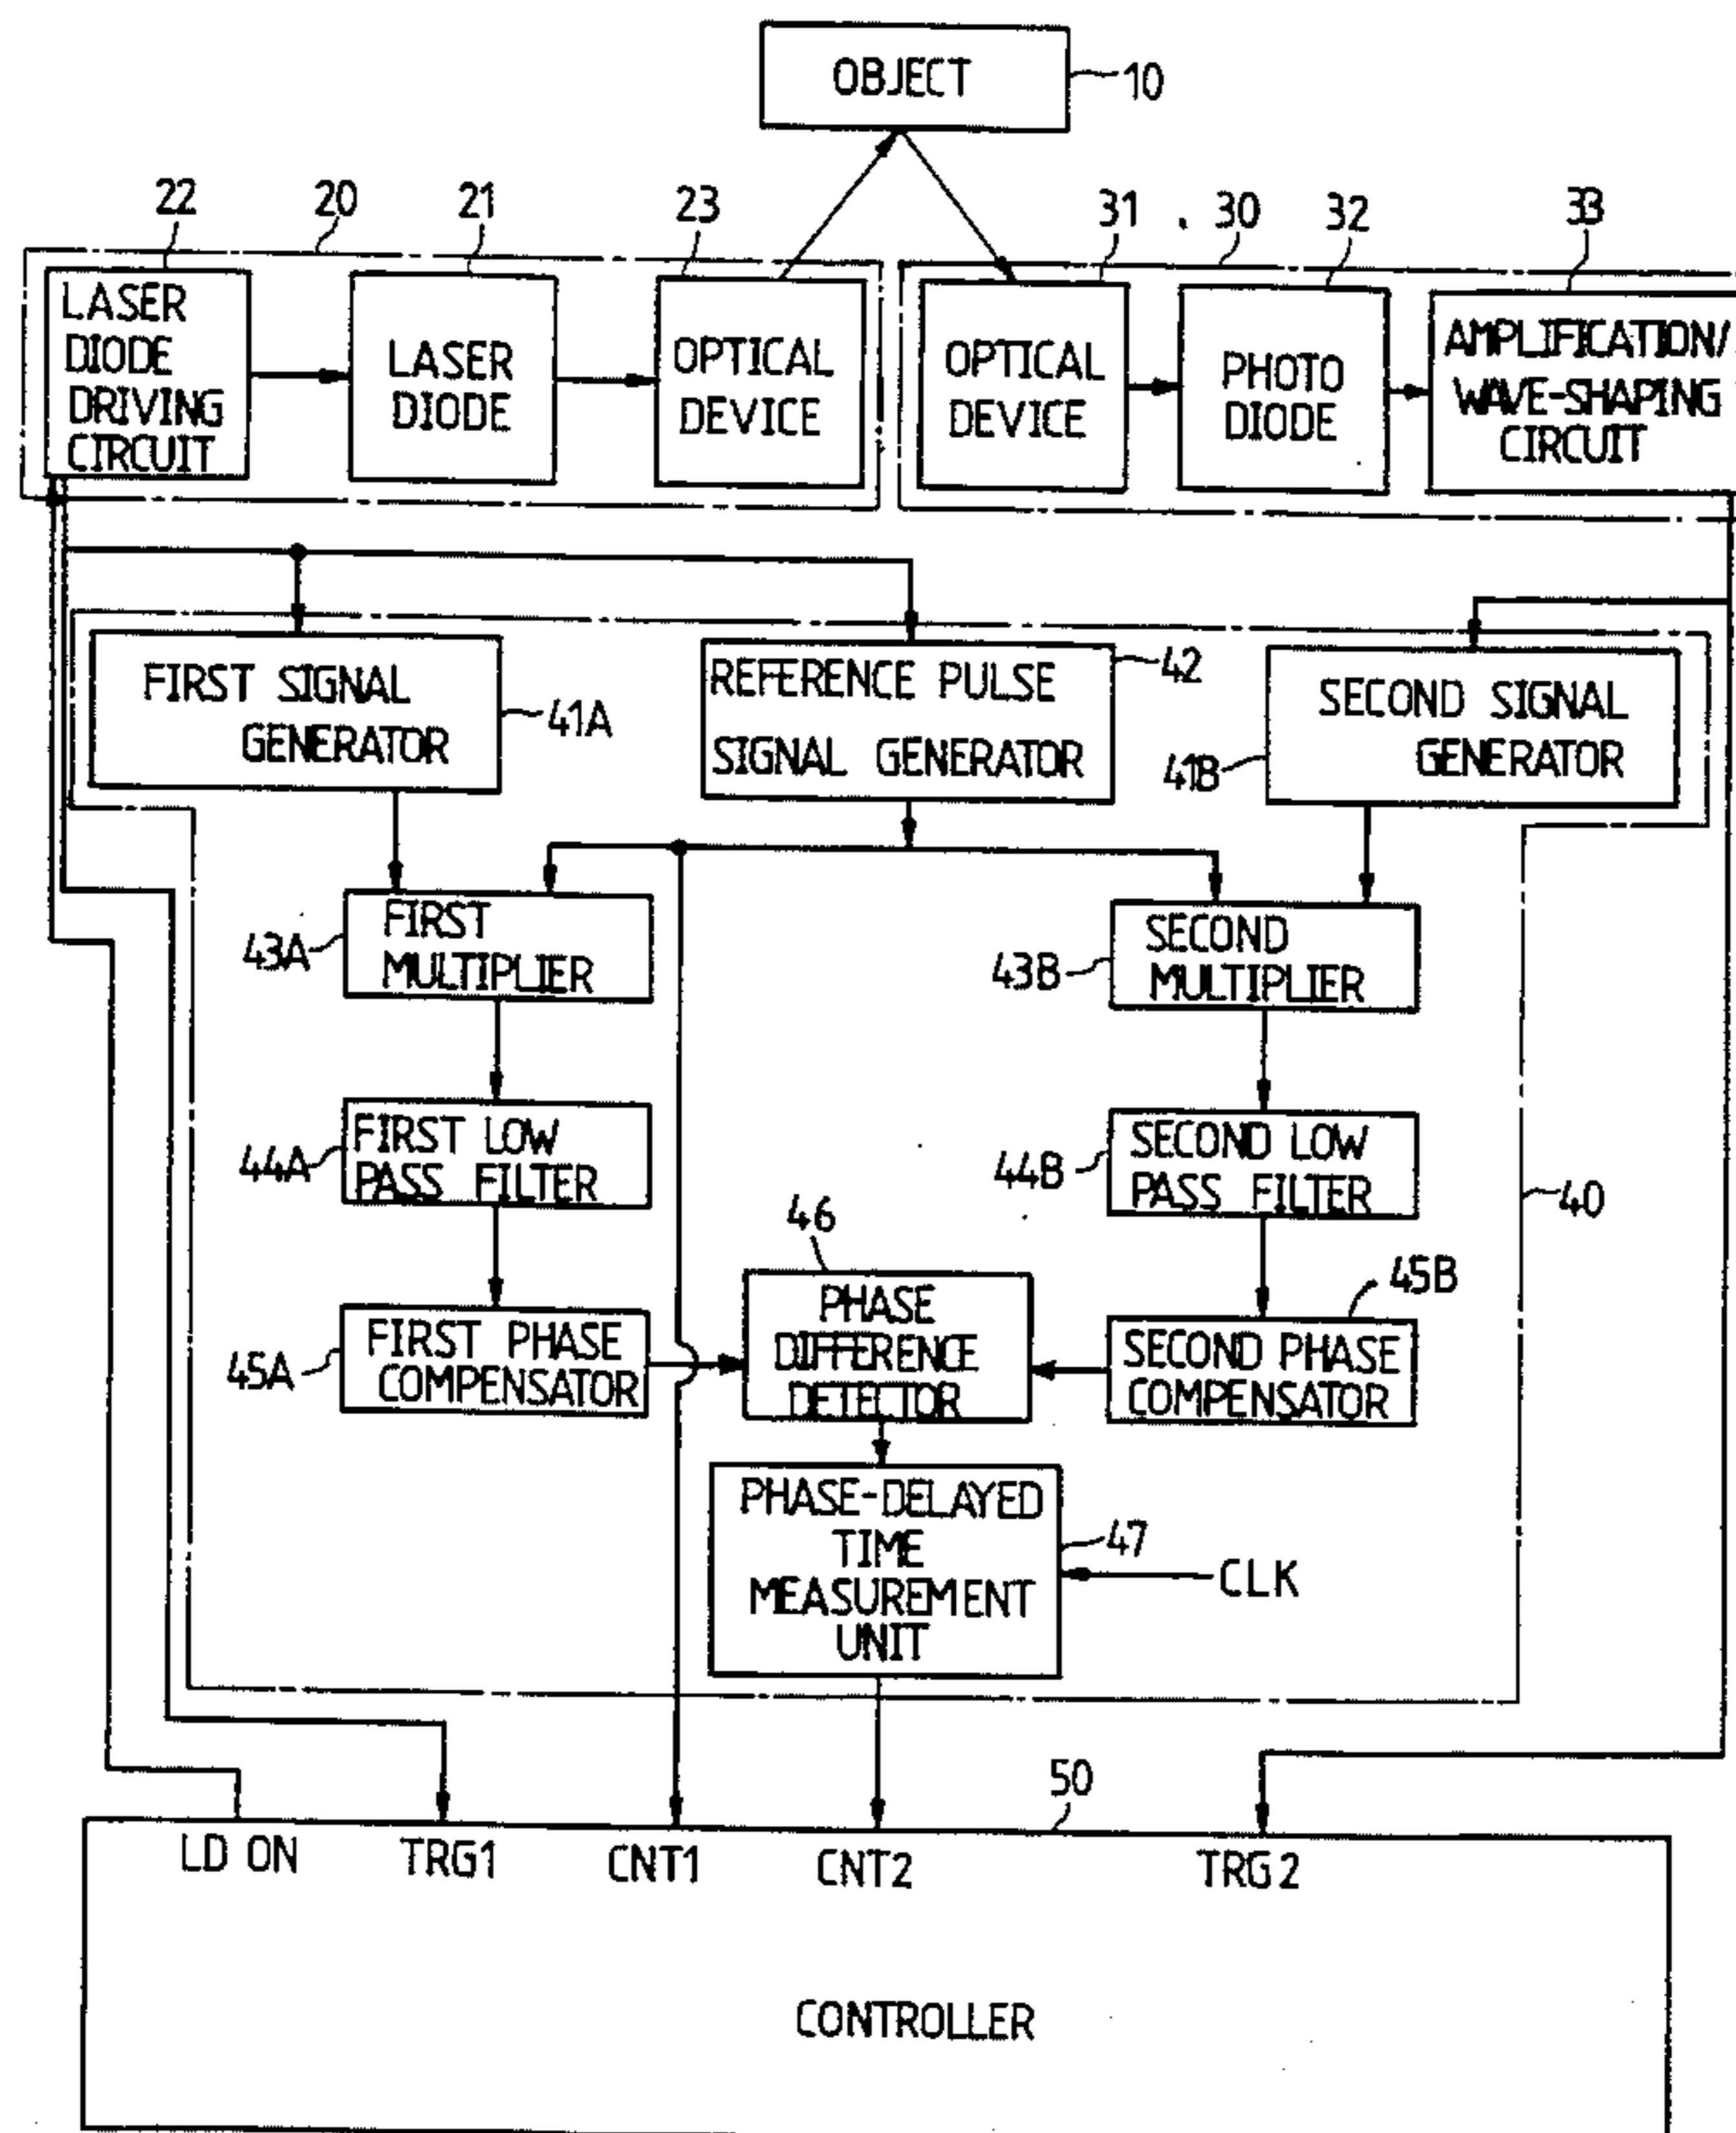 OBJECT
10
22
20
21
23
31
30
32
33
LASER
DIODE
DRIVING
CIRCUIT
LASER
DIODE
OPTICAL
DEVICE
OPTICAL
DEVICE
PHOTO
DIODE
AMPLIFICATION/
WAVE-SHAPING
CIRCUIT
FIRST SIGNAL
GENERATOR
41A
REFERENCE PULSE
SIGNAL GENERATOR
42
SECOND SIGNAL
GENERATOR
41B
43A
FIRST
MULTIPLIER
43B
SECOND
MULTIPLIER
44A
FIRST LOW
PASS FILTER
44B
SECOND LOW
PASS FILTER
40
46
45B
45A
FIRST PHASE
COMPENSATOR
PHASE
DIFFERENCE
DETECTOR
SECOND PHASE
COMPENSATOR
PHASE-DELAYED
TIME
MEASUREMENT
UNIT
47
CLK
50
LD ON
TRG1
CNT1
CNT2
TRG2
CONTROLLER